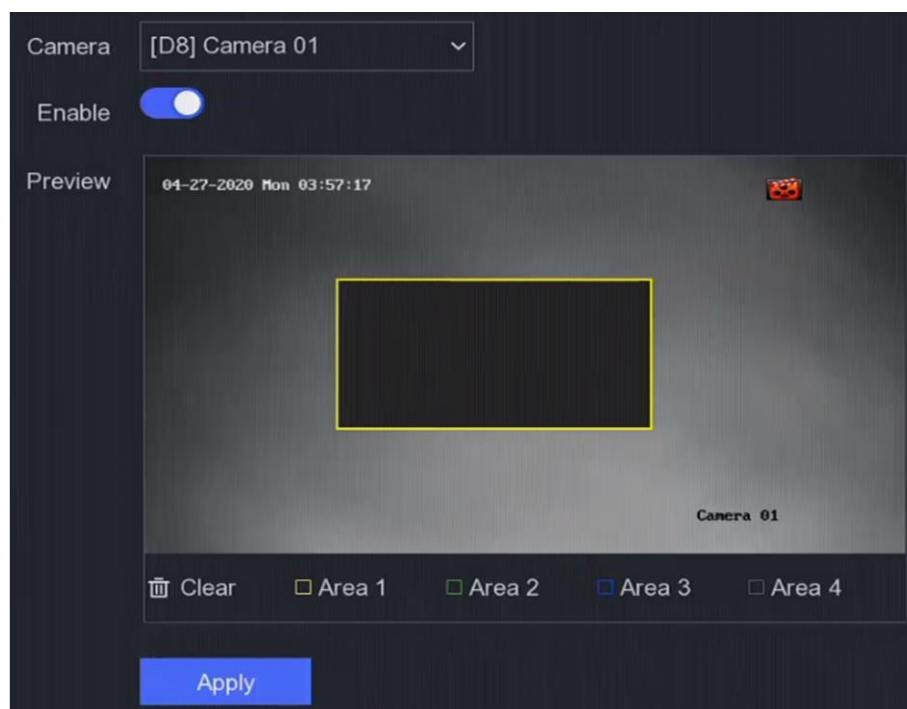 Camera [D8] Camera 01
Enable
Preview
04-27-2020 Mon 03:57:17
Camera 01
Clear Area 1 Area 2 Area 3 Area 4
Apply